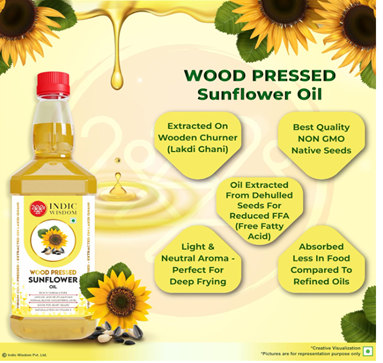 WOOD PRESSED
Sunflower Oil
Extracted On
Wooden Churner
(Lakdi Ghani)
Best Quality
NON GMO
Native Seeds
Oil Extracted
From Dehulled
Seeds For
Reduced FFA
(Free Fatty
Acid)
Light &
Neutral Aroma -
Perfect For
Deep Frying
Absorbed
Less In Food
Compared To
Refined Oils
INDIC
WISDOM
WOOD PRESSED
SUNFLOWER
OIL
© Indic Wisdom Pvt. Ltd.
*Creative Visualization
*Pictures are for representation purpose only